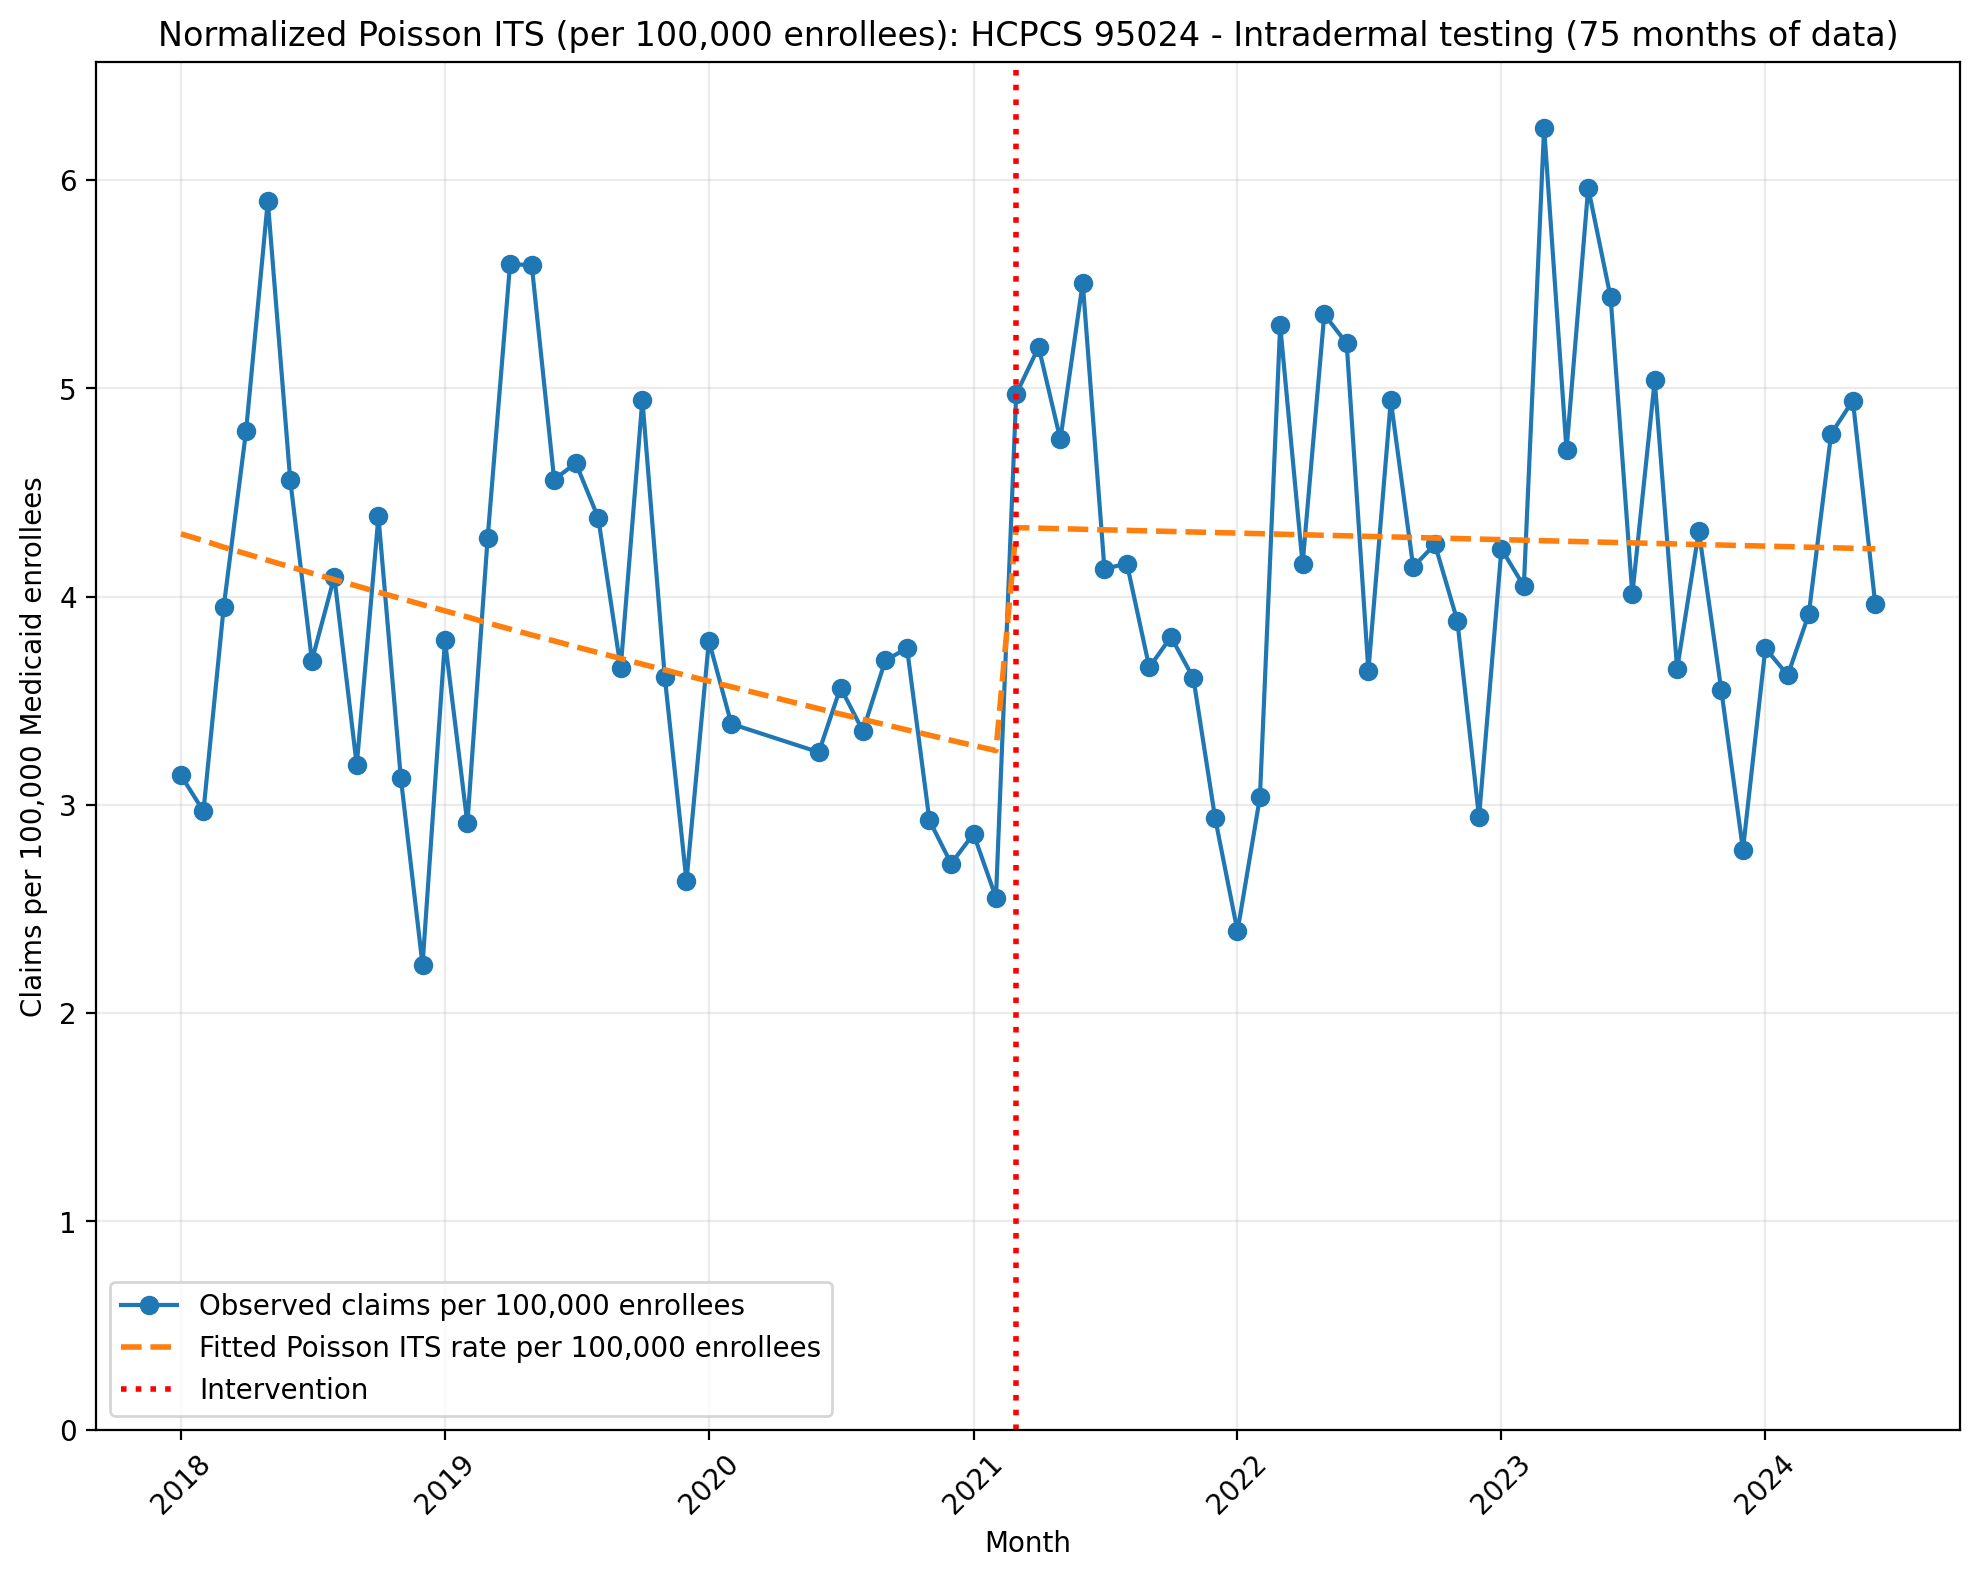 Normalized Poisson ITS (per 100,000 enrollees): HCPCS 95024 - Intradermal testing (75 months of data)
Claims per 100,000 Medicaid enrollees
6
5
4
3
2
1
0
Observed claims per 100,000 enrollees
Fitted Poisson ITS rate per 100,000 enrollees
Intervention
2018
2019
2020
2021
2022
2023
2024
Month